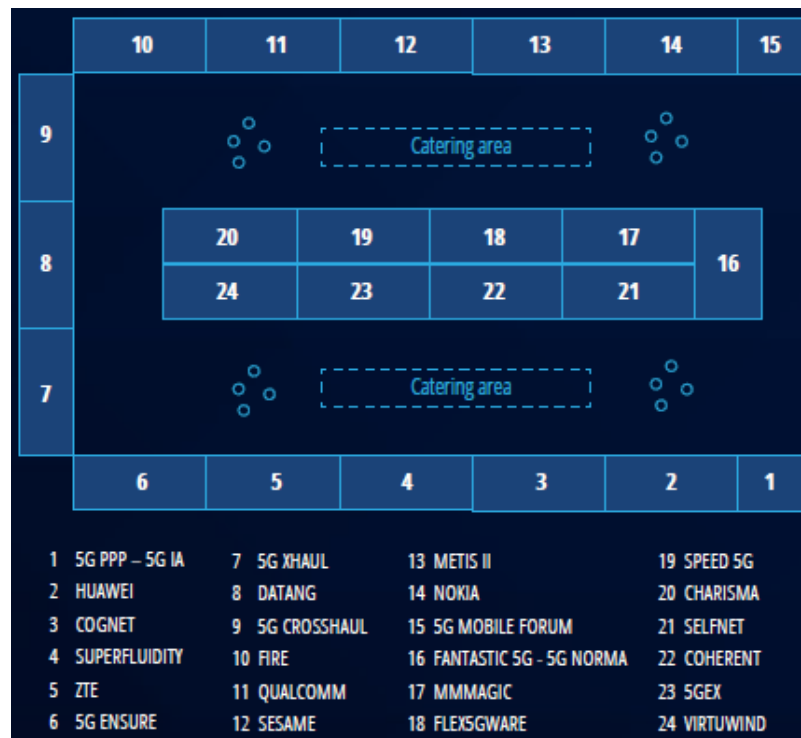 10 11 12 13 14 15
9
Catering area
20 19 18 17
8
16
24 23 22 21
7
Catering area
6 5 4 3 2 1
1 5G PPP – 5G IA
2 HUAWEI
3 COGNET
4 SUPERFLUIDITY
5 ZTE
6 5G ENSURE
7 5G XHAUL
8 DATANG
9 5G CROSSHAUL
10 FIRE
11 QUALCOMM
12 SESAME
13 METIS II
14 NOKIA
15 5G MOBILE FORUM
16 FANTASTIC 5G - 5G NORMA
17 MMMAGIC
18 FLEX5GWARE
19 SPEED 5G
20 CHARISMA
21 SELFNET
22 COHERENT
23 5GEX
24 VIRTUWIND